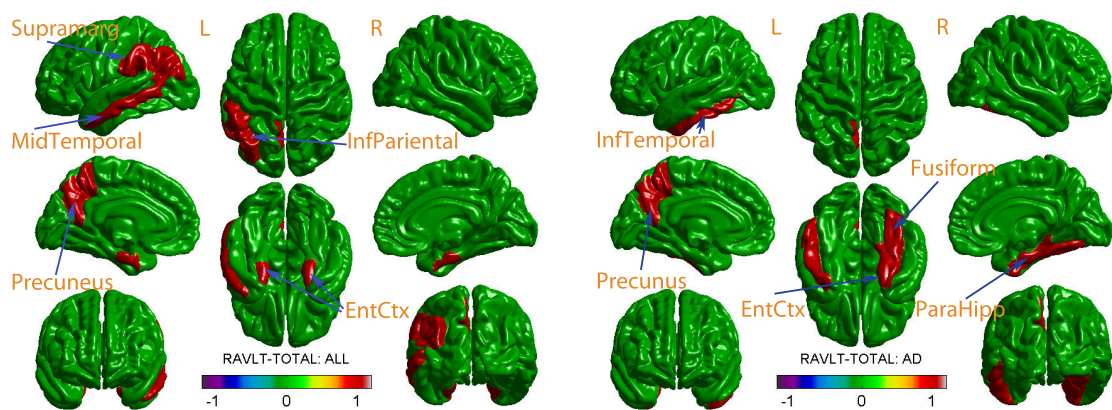 Supramarg
L
R
MidTemporal
InfPariental
Precuneus
EntCtx
RAVLT-TOTAL: ALL
-1 0 1
L
R
InfTemporal
Fusiform
Precunus
EntCtx
ParaHipp
RAVLT-TOTAL: AD
-1 0 1